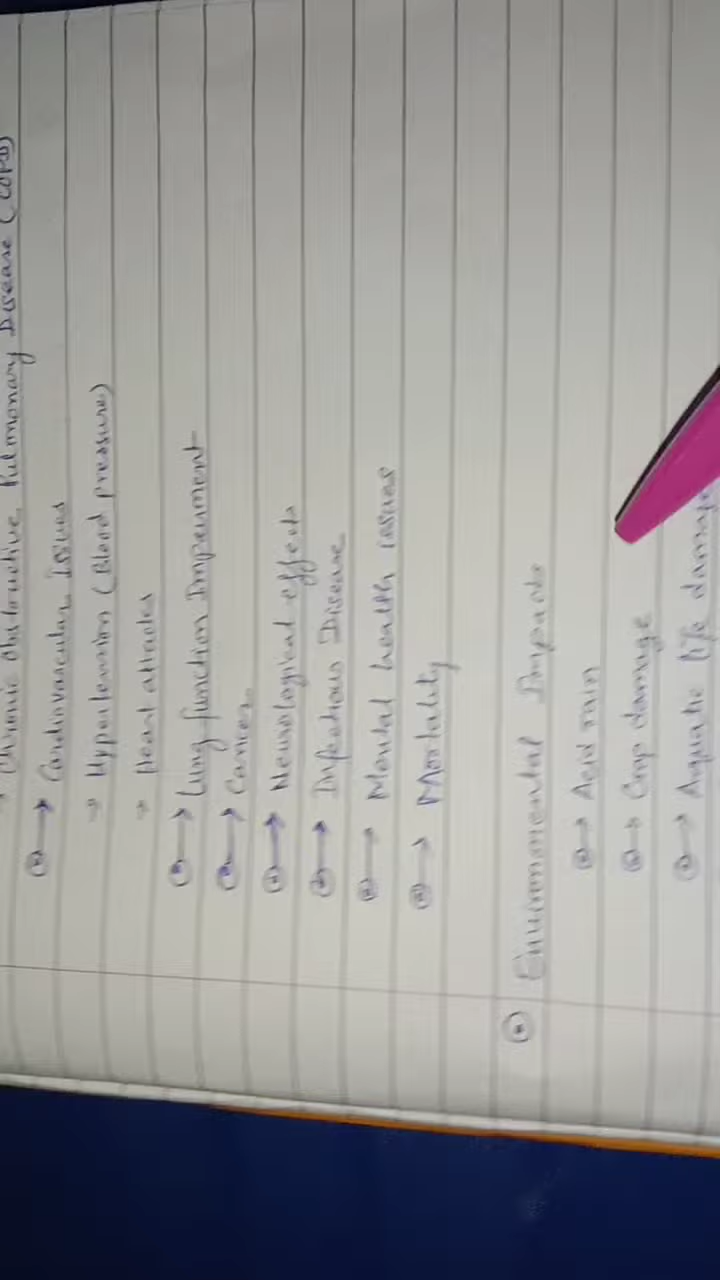 → Chronic Obstructive Pulmonary Disease (COPD)
→ Cardiovascular Issues
→ Hypertension (Blood pressure)
→ Heart attacks
→ Lung function Impairment
→ Cancer
→ Neurological effects
→ Infectious Disease
→ Mental health issues
→ Mortality
Environmental Impacts
→ Acid rain
→ Crop damage
→ Aquatic life damage